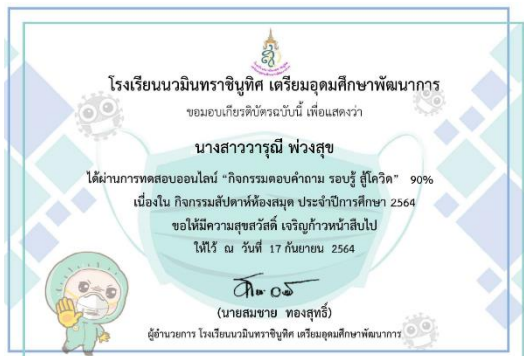 โรงเรียนนวมินทราชินูทิศ เตรียมอุดมศึกษาพัฒนาการ
ขอมอบเกียรติบัตรฉบับนี้ เพื่อแสดงว่า
นางสาววารุณี พ่วงสุข
ได้ผ่านการทดสอบออนไลน์ “กิจกรรมตอบคำถาม รอบรู้ สู้โควิด” 90%
เนื่องใน กิจกรรมสัปดาห์ห้องสมุด ประจำปีการศึกษา 2564
ขอให้มีความสุขสวัสดิ์ เจริญก้าวหน้าสืบไป
ให้ไว้ ณ วันที่ 17 กันยายน 2564
(นายสมชาย ทองสุทธิ์)
ผู้อำนวยการ โรงเรียนนวมินทราชินูทิศ เตรียมอุดมศึกษาพัฒนาการ